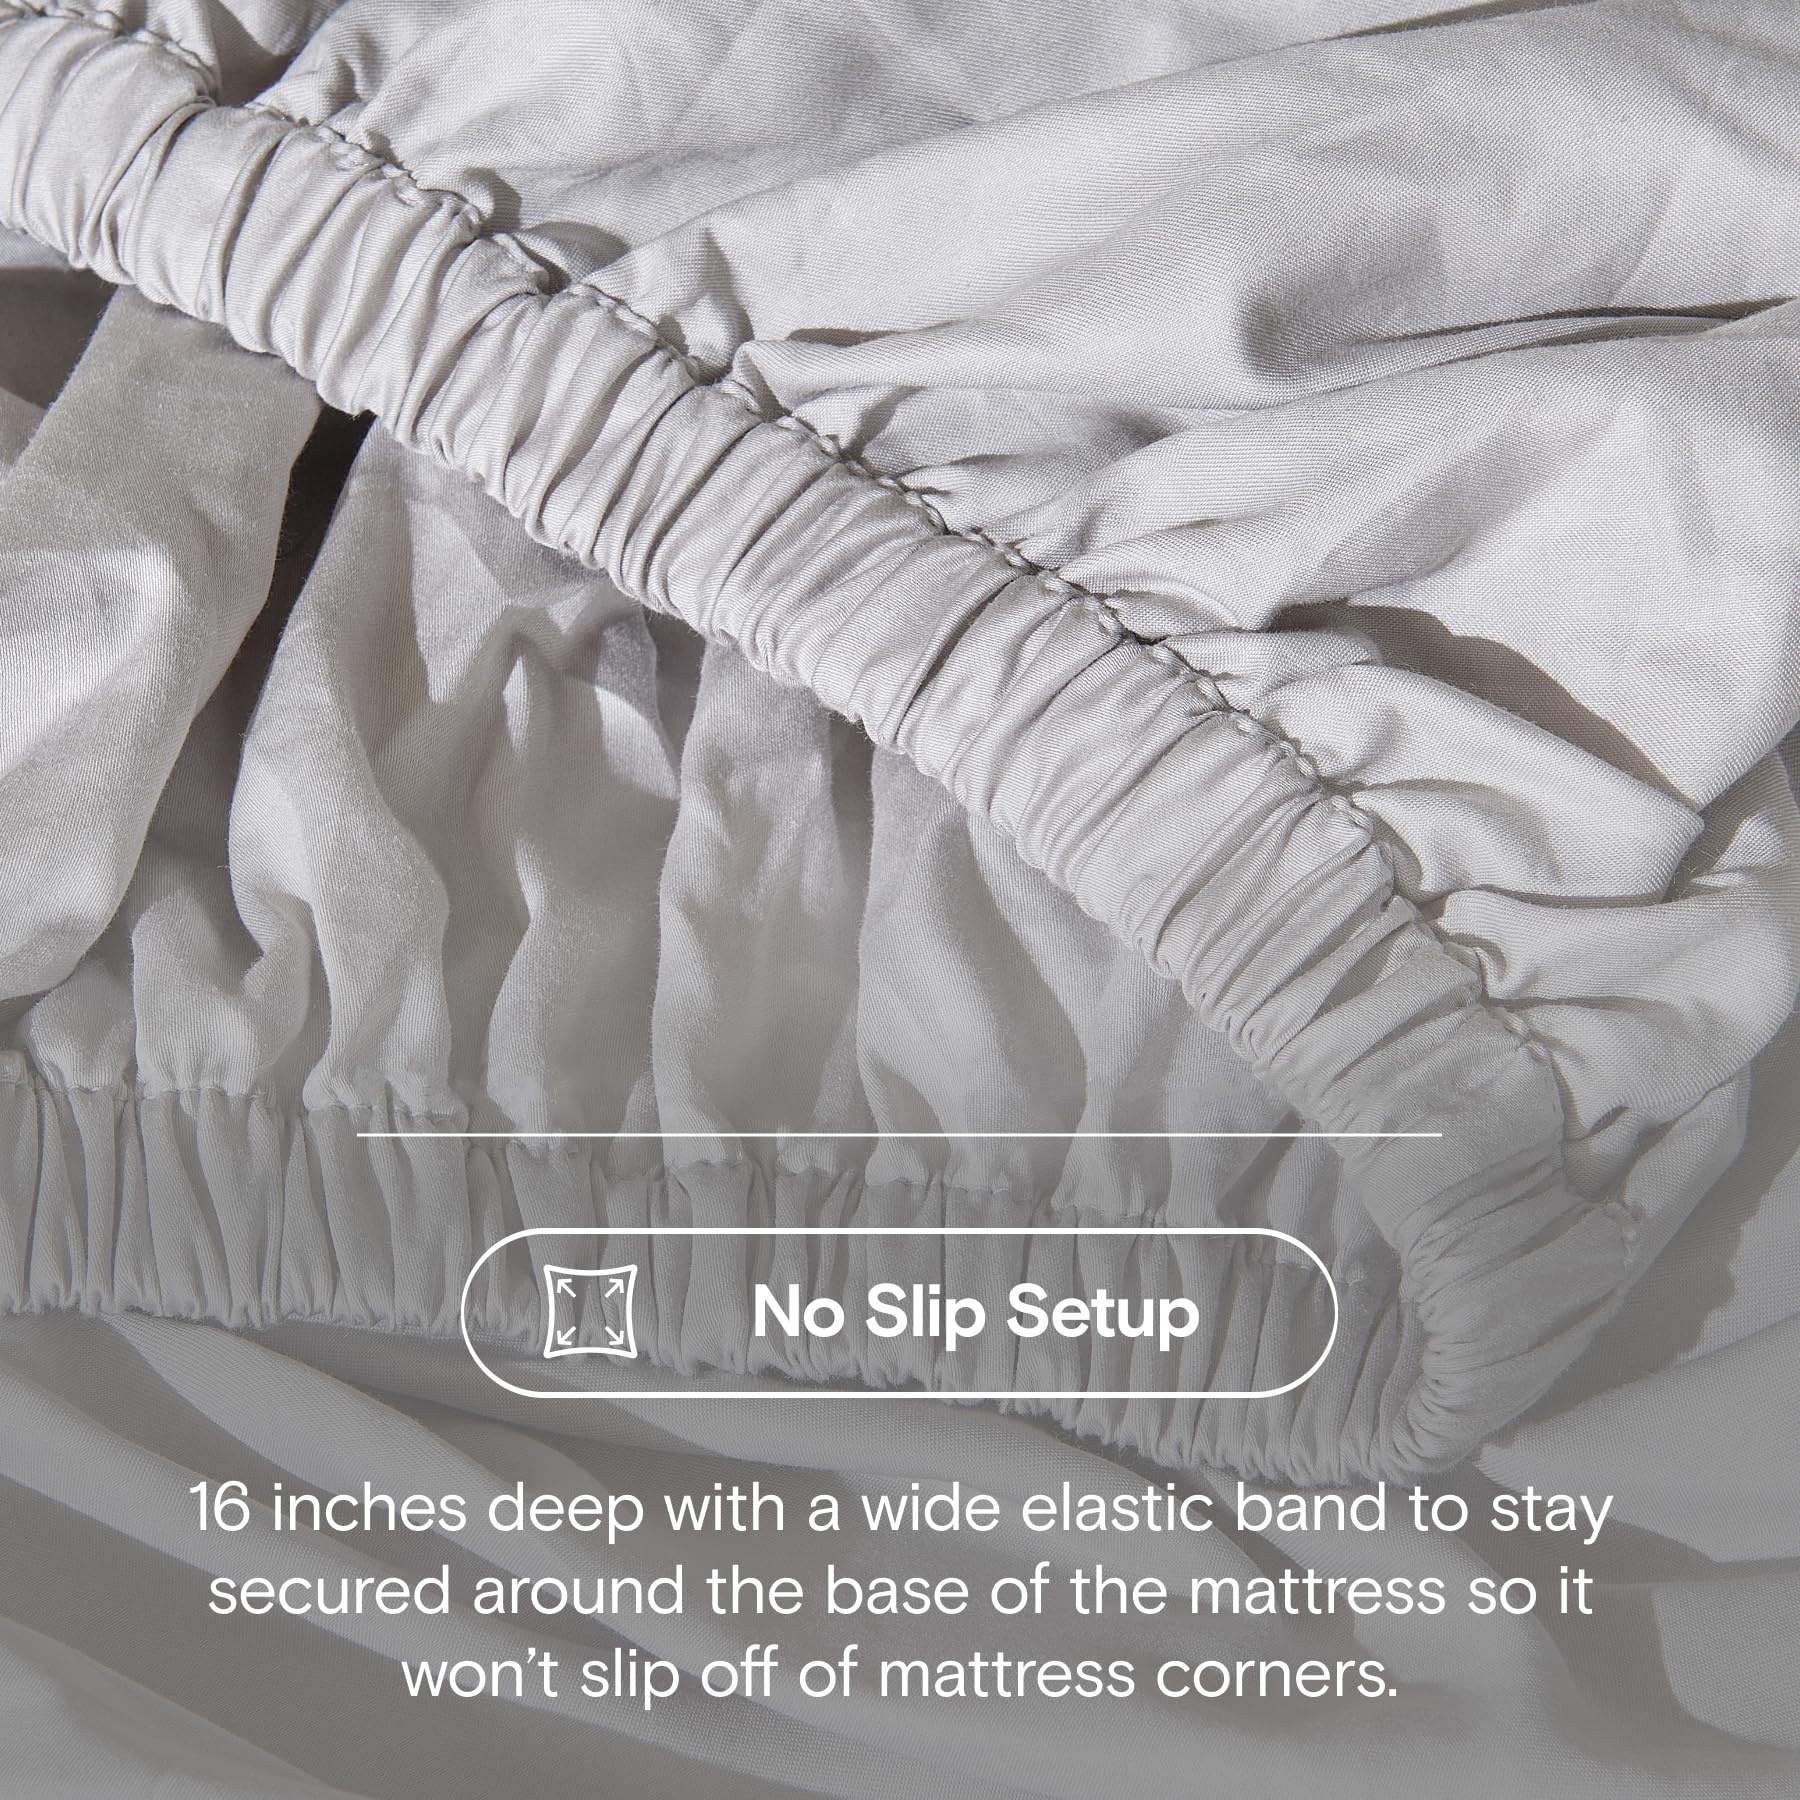 No Slip Setup
16 inches deep with a wide elastic band to stay
secured around the base of the mattress so it
won’t slip off of mattress corners.